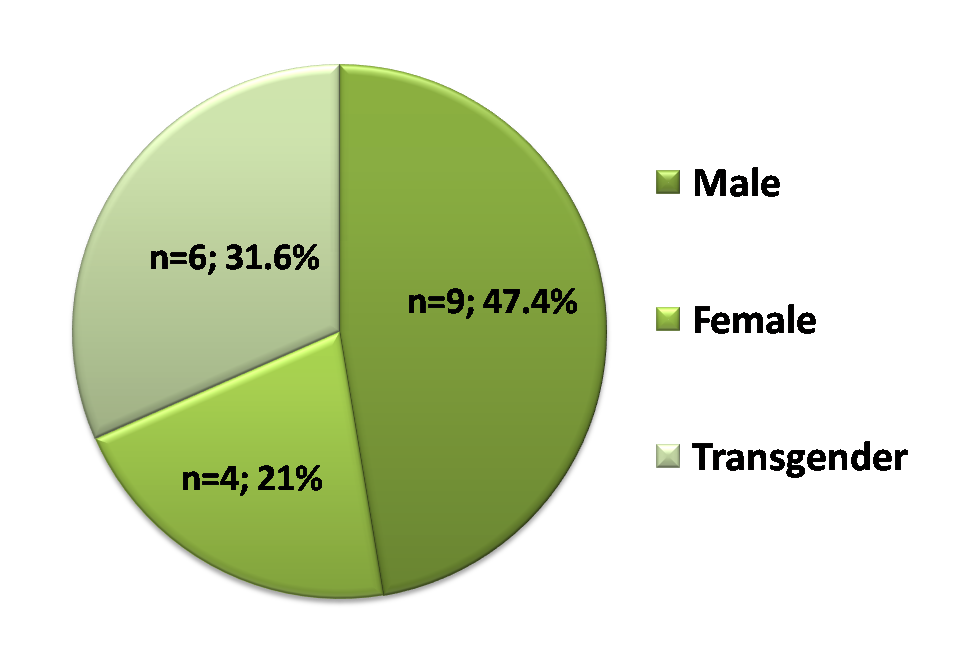 n=6; 31.6%
n=9; 47.4%
n=4; 21%
Male
Female
Transgender